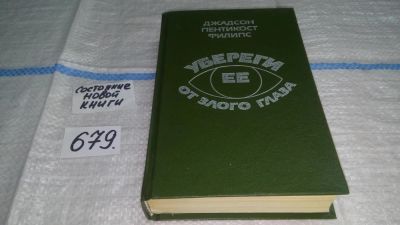 ДЖАДСОН
ПЕНТИКОСТ
ФИЛИПС
УБЕРЕГИ
ЕЕ
ОТ ЗЛОГО ГЛАЗА
состояние
новой
книги
679.